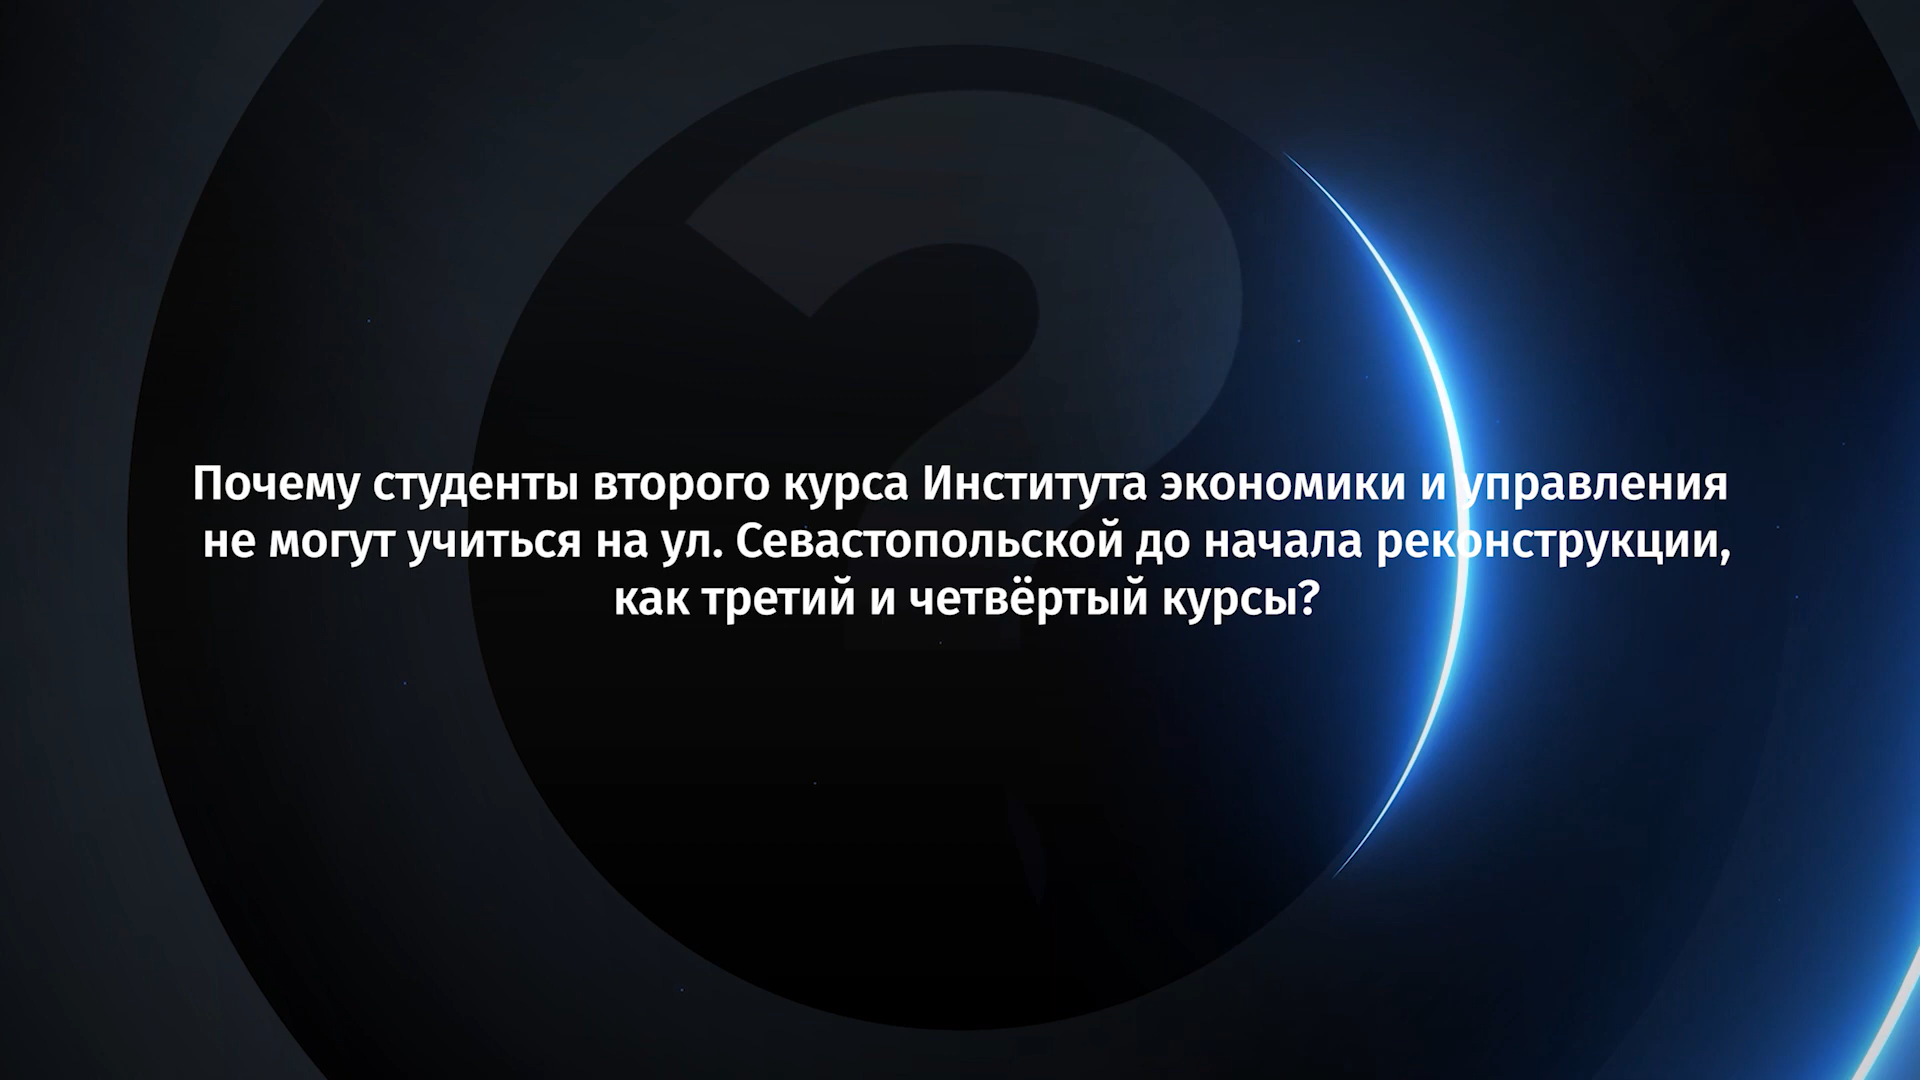 Почему студенты второго курса Института экономики и управления
не могут учиться на ул. Севастопольской до начала реконструкции,
как третий и четвёртый курсы?